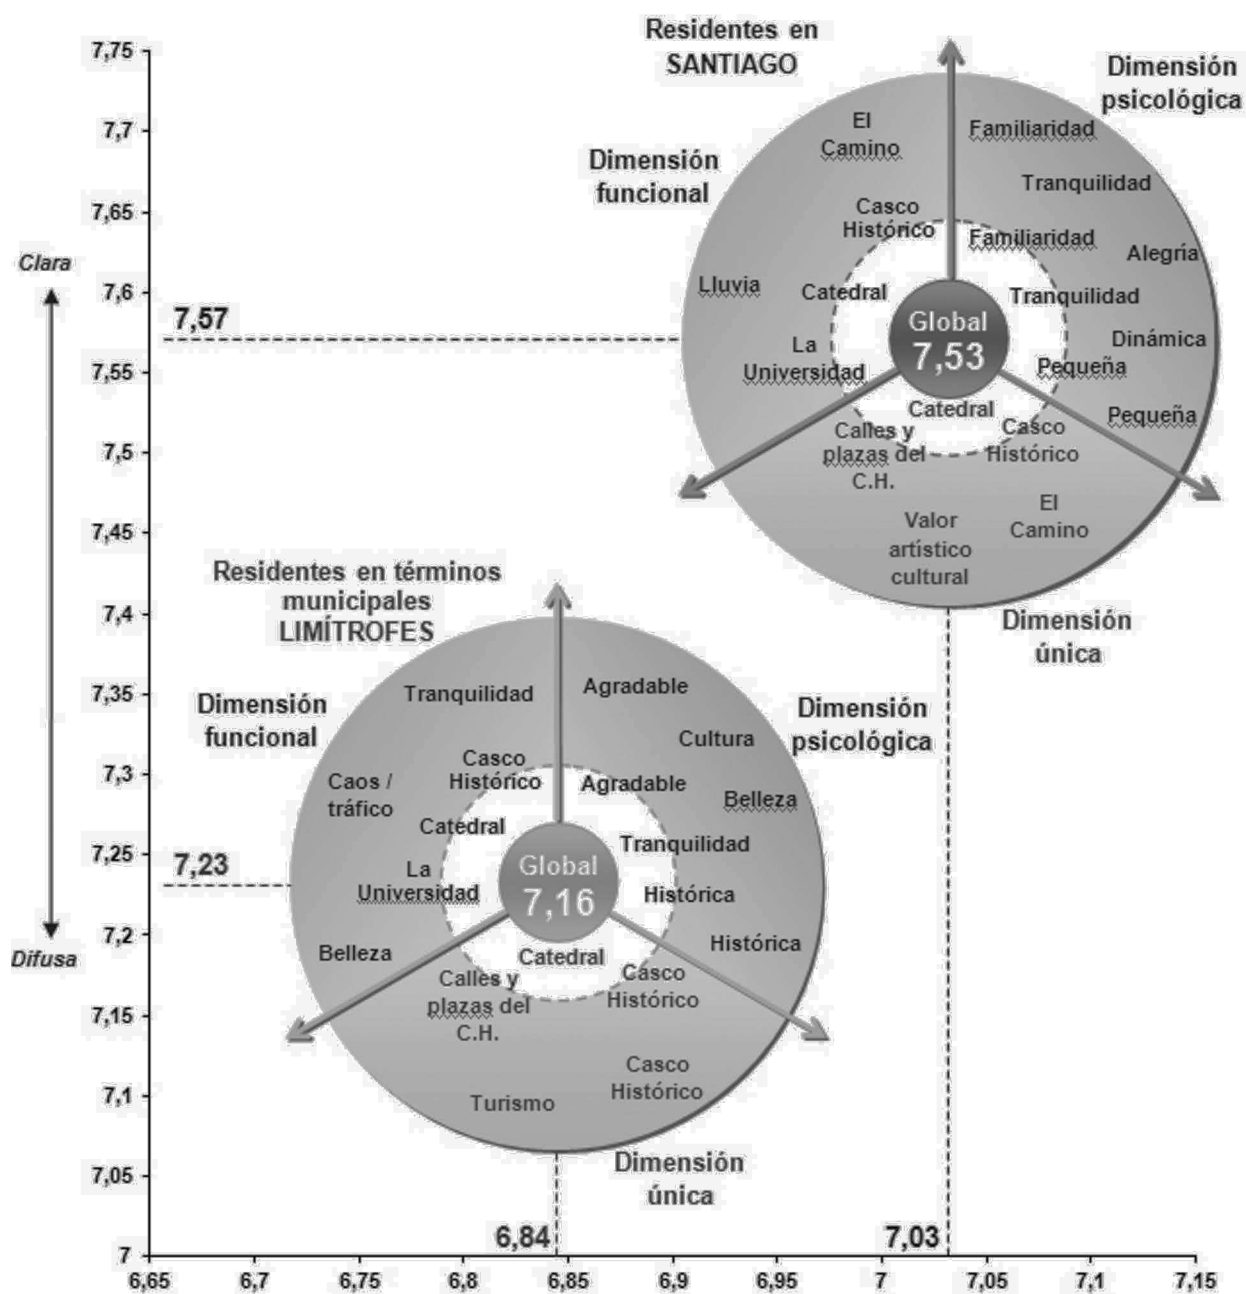 Residentes en
SANTIAGO
Dimensión
psicológica
Dimensión
funcional
El
Camino
Familiaridad
Tranquilidad
Casco
Histórico
Familiaridad
Alegría
Lluvia
Catedral
Tranquilidad
Global
7,53
Dinámica
La
Universidad
Pequeña
Pequeña
Catedral
Calles y
plazas del
C.H.
Casco
Histórico
El
Camino
Valor
artístico
cultural
Dimensión
única
Residentes en términos
municipales
LIMÍTROFES
Dimensión
funcional
Tranquilidad
Agradable
Dimensión
psicológica
Cultura
Casco
Histórico
Agradable
Caos /
tráfico
Belleza
Catedral
Tranquilidad
La
Universidad
Global
7,16
Histórica
Belleza
Histórica
Catedral
Calles y
plazas del
C.H.
Casco
Histórico
Casco
Histórico
Turismo
Dimensión
única
Clara
Difusa
7,57
7,23
6,84
7,03
7,75
7,7
7,65
7,6
7,55
7,5
7,45
7,4
7,35
7,3
7,25
7,2
7,15
7,1
7,05
7
6,65 6,7 6,75 6,8 6,85 6,9 6,95 7 7,05 7,1 7,15